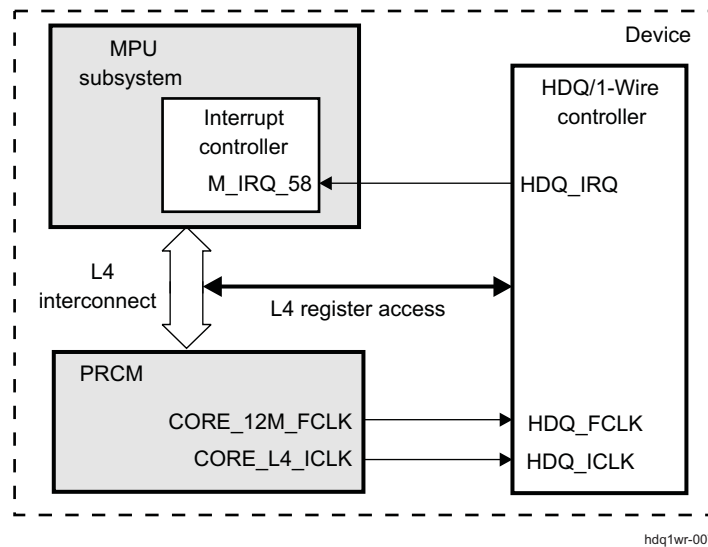 Device
MPU
subsystem
Interrupt
controller
M_IRQ_58
HDQ/1-Wire
controller
HDQ_IRQ
L4
interconnect
L4 register access
PRCM
CORE_12M_FCLK
CORE_L4_ICLK
HDQ_FCLK
HDQ_ICLK
hdq1wr-00